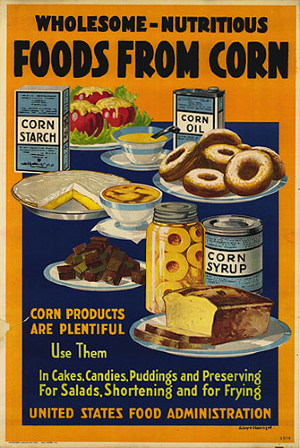 WHOLESOME - NUTRITIOUS
FOODS FROM CORN
CORN
STARCH
CORN
OIL
CORN
SYRUP
CORN PRODUCTS
ARE PLENTIFUL
Use Them
In Cakes, Candies, Puddings and Preserving
For Salads, Shortening and for Frying
UNITED STATES FOOD ADMINISTRATION